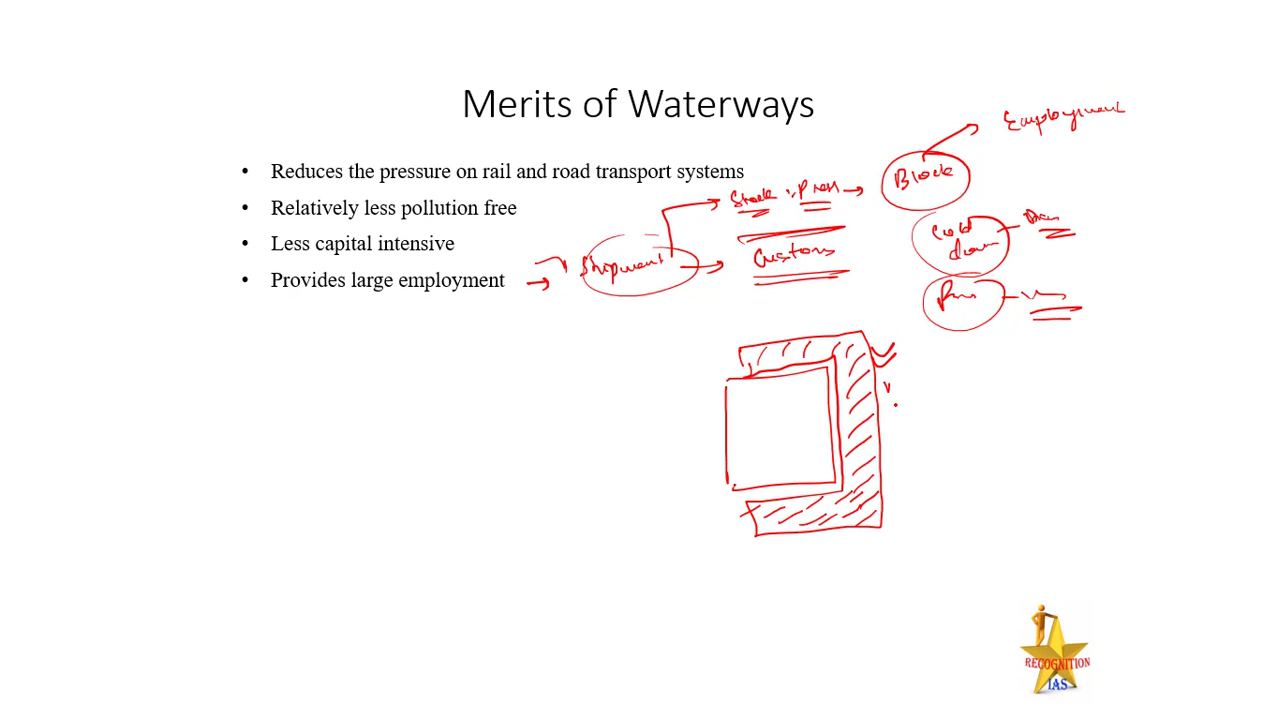 Merits of Waterways
Employment
• Reduces the pressure on rail and road transport systems
Block
• Relatively less pollution free
• Less capital intensive
Customs
Shipment
• Provides large employment
RECOGNITION
IAS